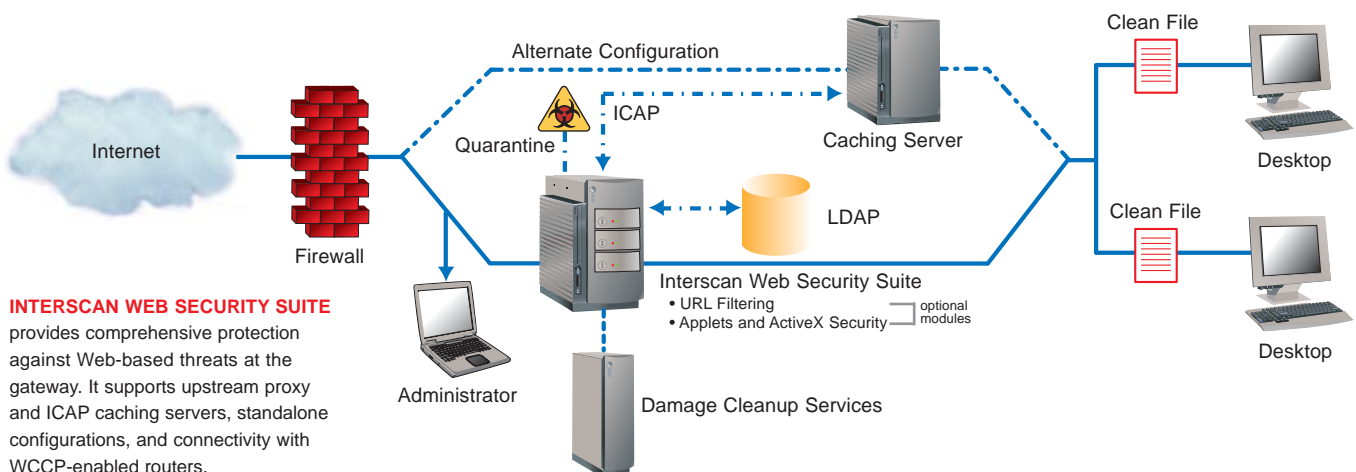 Clean File
Alternate Configuration
ICAP
Quarantine
Caching Server
Internet
Desktop
LDAP
Clean File
Firewall
Interscan Web Security Suite
• URL Filtering
• Applets and ActiveX Security
optional
modules
INTERSCAN WEB SECURITY SUITE
provides comprehensive protection
against Web-based threats at the
gateway. It supports upstream proxy
and ICAP caching servers, standalone
configurations, and connectivity with
WCCP-enabled routers.
Desktop
Administrator
Damage Cleanup Services